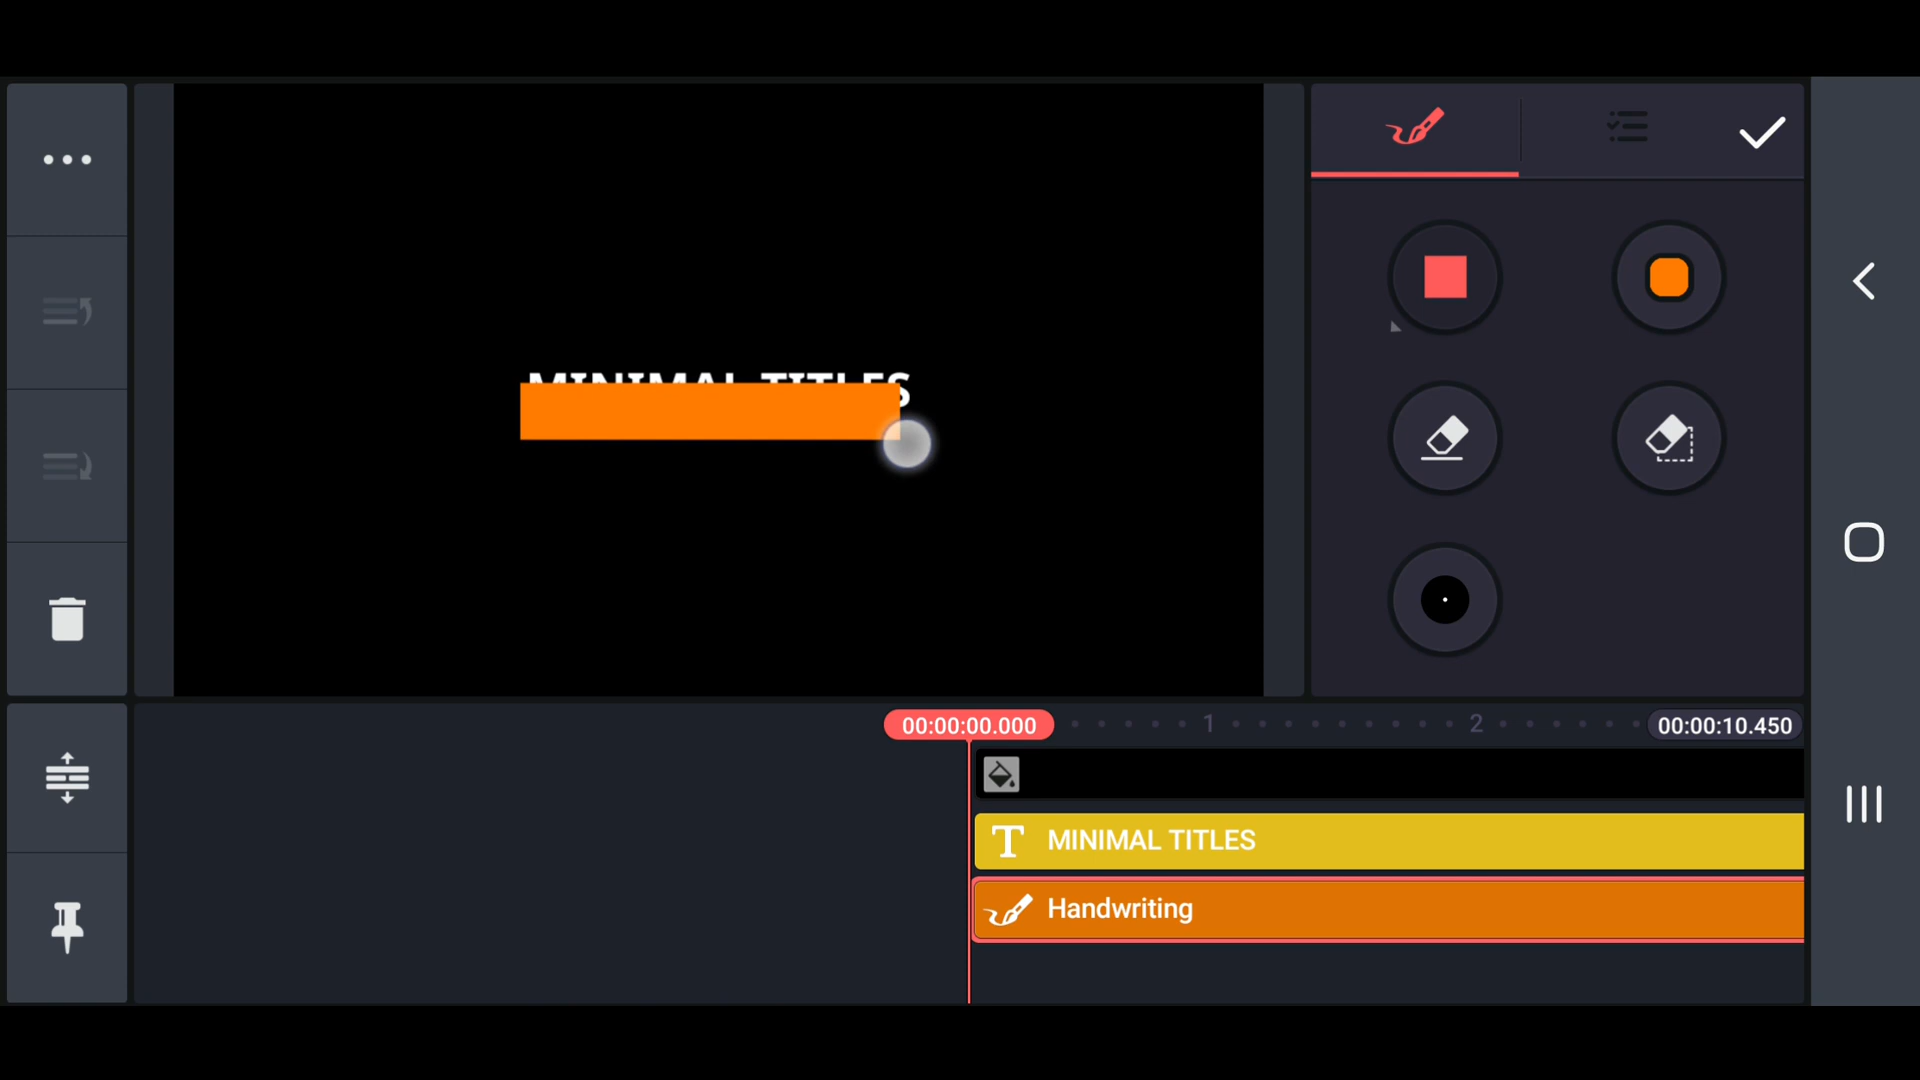 MINIMAL TITLES
00:00:00.000
1
2
00:00:10.450
T MINIMAL TITLES
Handwriting